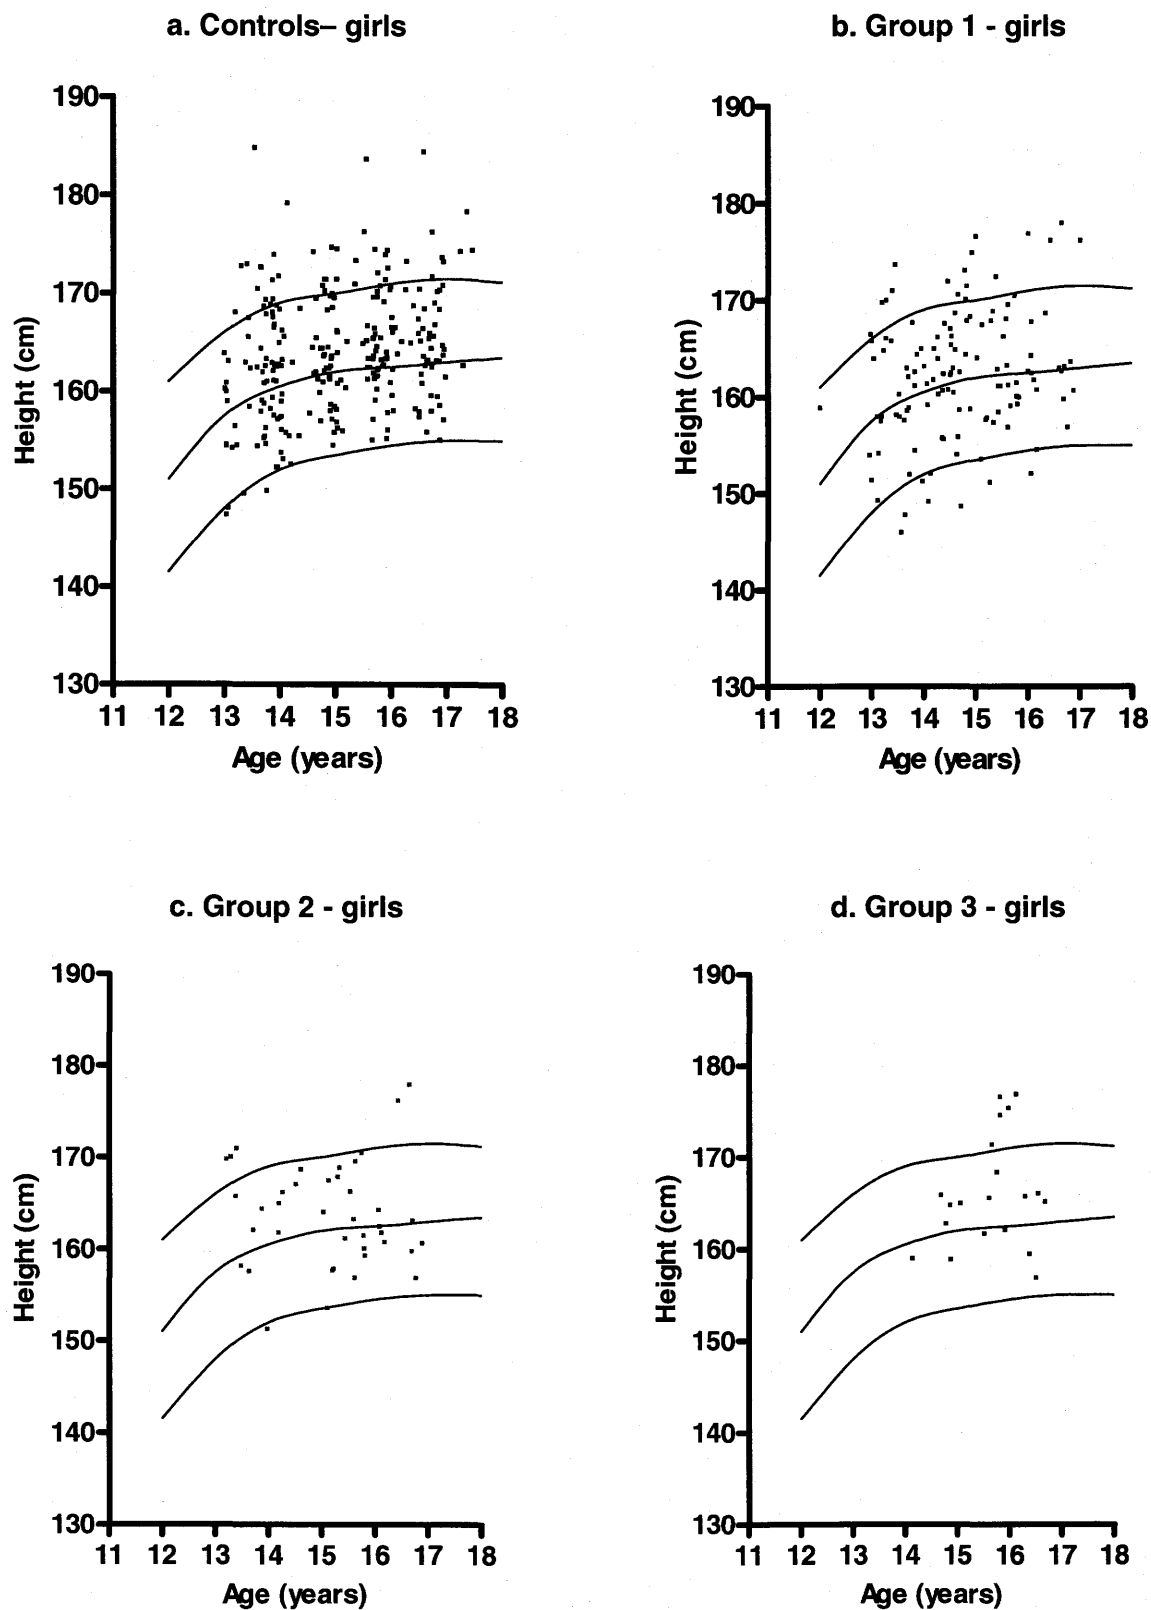 a. Controls– girls
b. Group 1 - girls
190
180
170
160
150
140
130
Height (cm)
11 12 13 14 15 16 17 18
Age (years)
190
180
170
160
150
140
130
Height (cm)
11 12 13 14 15 16 17 18
Age (years)
c. Group 2 - girls
d. Group 3 - girls
190
180
170
160
150
140
130
Height (cm)
11 12 13 14 15 16 17 18
Age (years)
190
180
170
160
150
140
130
Height (cm)
11 12 13 14 15 16 17 18
Age (years)